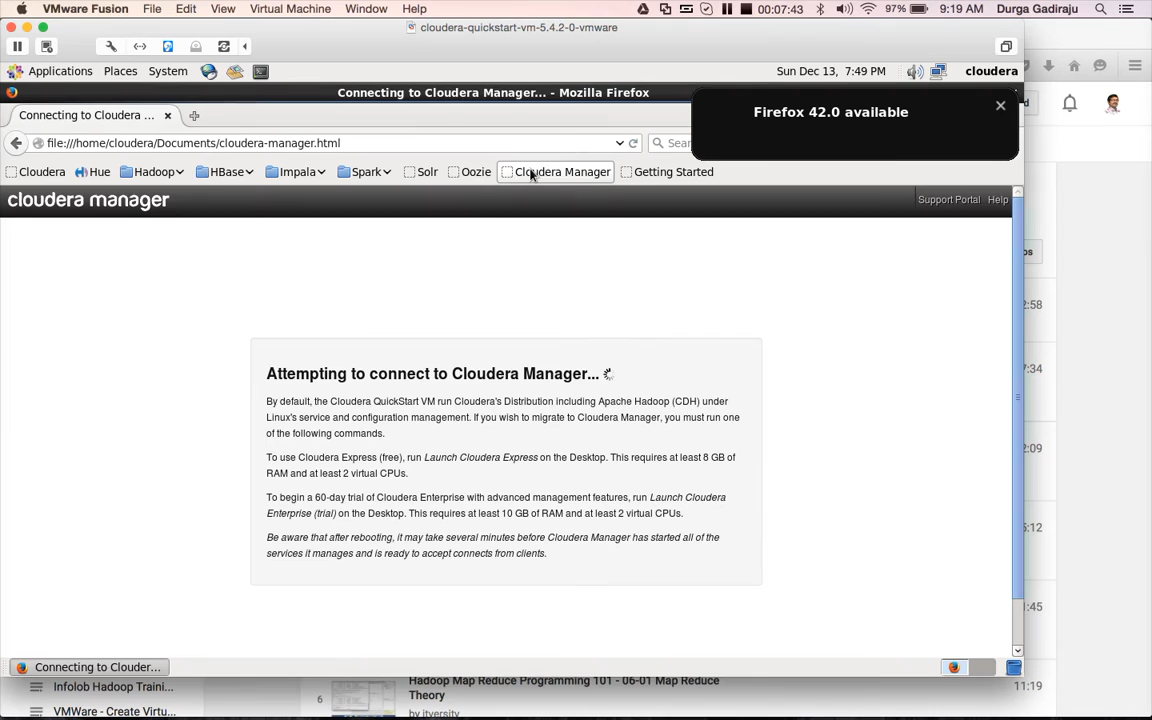 VMware Fusion File Edit View Virtual Machine Window Help 00:07:43 97% 9:19 AM Durga Gadiraju
cloudera-quickstart-vm-5.4.2-0-vmware
Applications Places System Sun Dec 13, 7:49 PM cloudera
Connecting to Cloudera Manager... - Mozilla Firefox
Connecting to Cloudera ...
Firefox 42.0 available
file:///home/cloudera/Documents/cloudera-manager.html
Cloudera Hue Hadoop HBase Impala Spark Solr Oozie Cloudera Manager Getting Started
cloudera manager Support Portal Help
Attempting to connect to Cloudera Manager...
By default, the Cloudera QuickStart VM run Cloudera's Distribution including Apache Hadoop (CDH) under
Linux's service and configuration management. If you wish to migrate to Cloudera Manager, you must run one
of the following commands.
To use Cloudera Express (free), run Launch Cloudera Express on the Desktop. This requires at least 8 GB of
RAM and at least 2 virtual CPUs.
To begin a 60-day trial of Cloudera Enterprise with advanced management features, run Launch Cloudera
Enterprise (trial) on the Desktop. This requires at least 10 GB of RAM and at least 2 virtual CPUs.
Be aware that after rebooting, it may take several minutes before Cloudera Manager has started all of the
services it manages and is ready to accept connects from clients.
Connecting to Clouder...
Infolob Hadoop Traini...
VMWare - Create Virtu...
6 Hadoop Map Reduce Programming 101 - 06-01 Map Reduce
Theory
by itversity
11:19